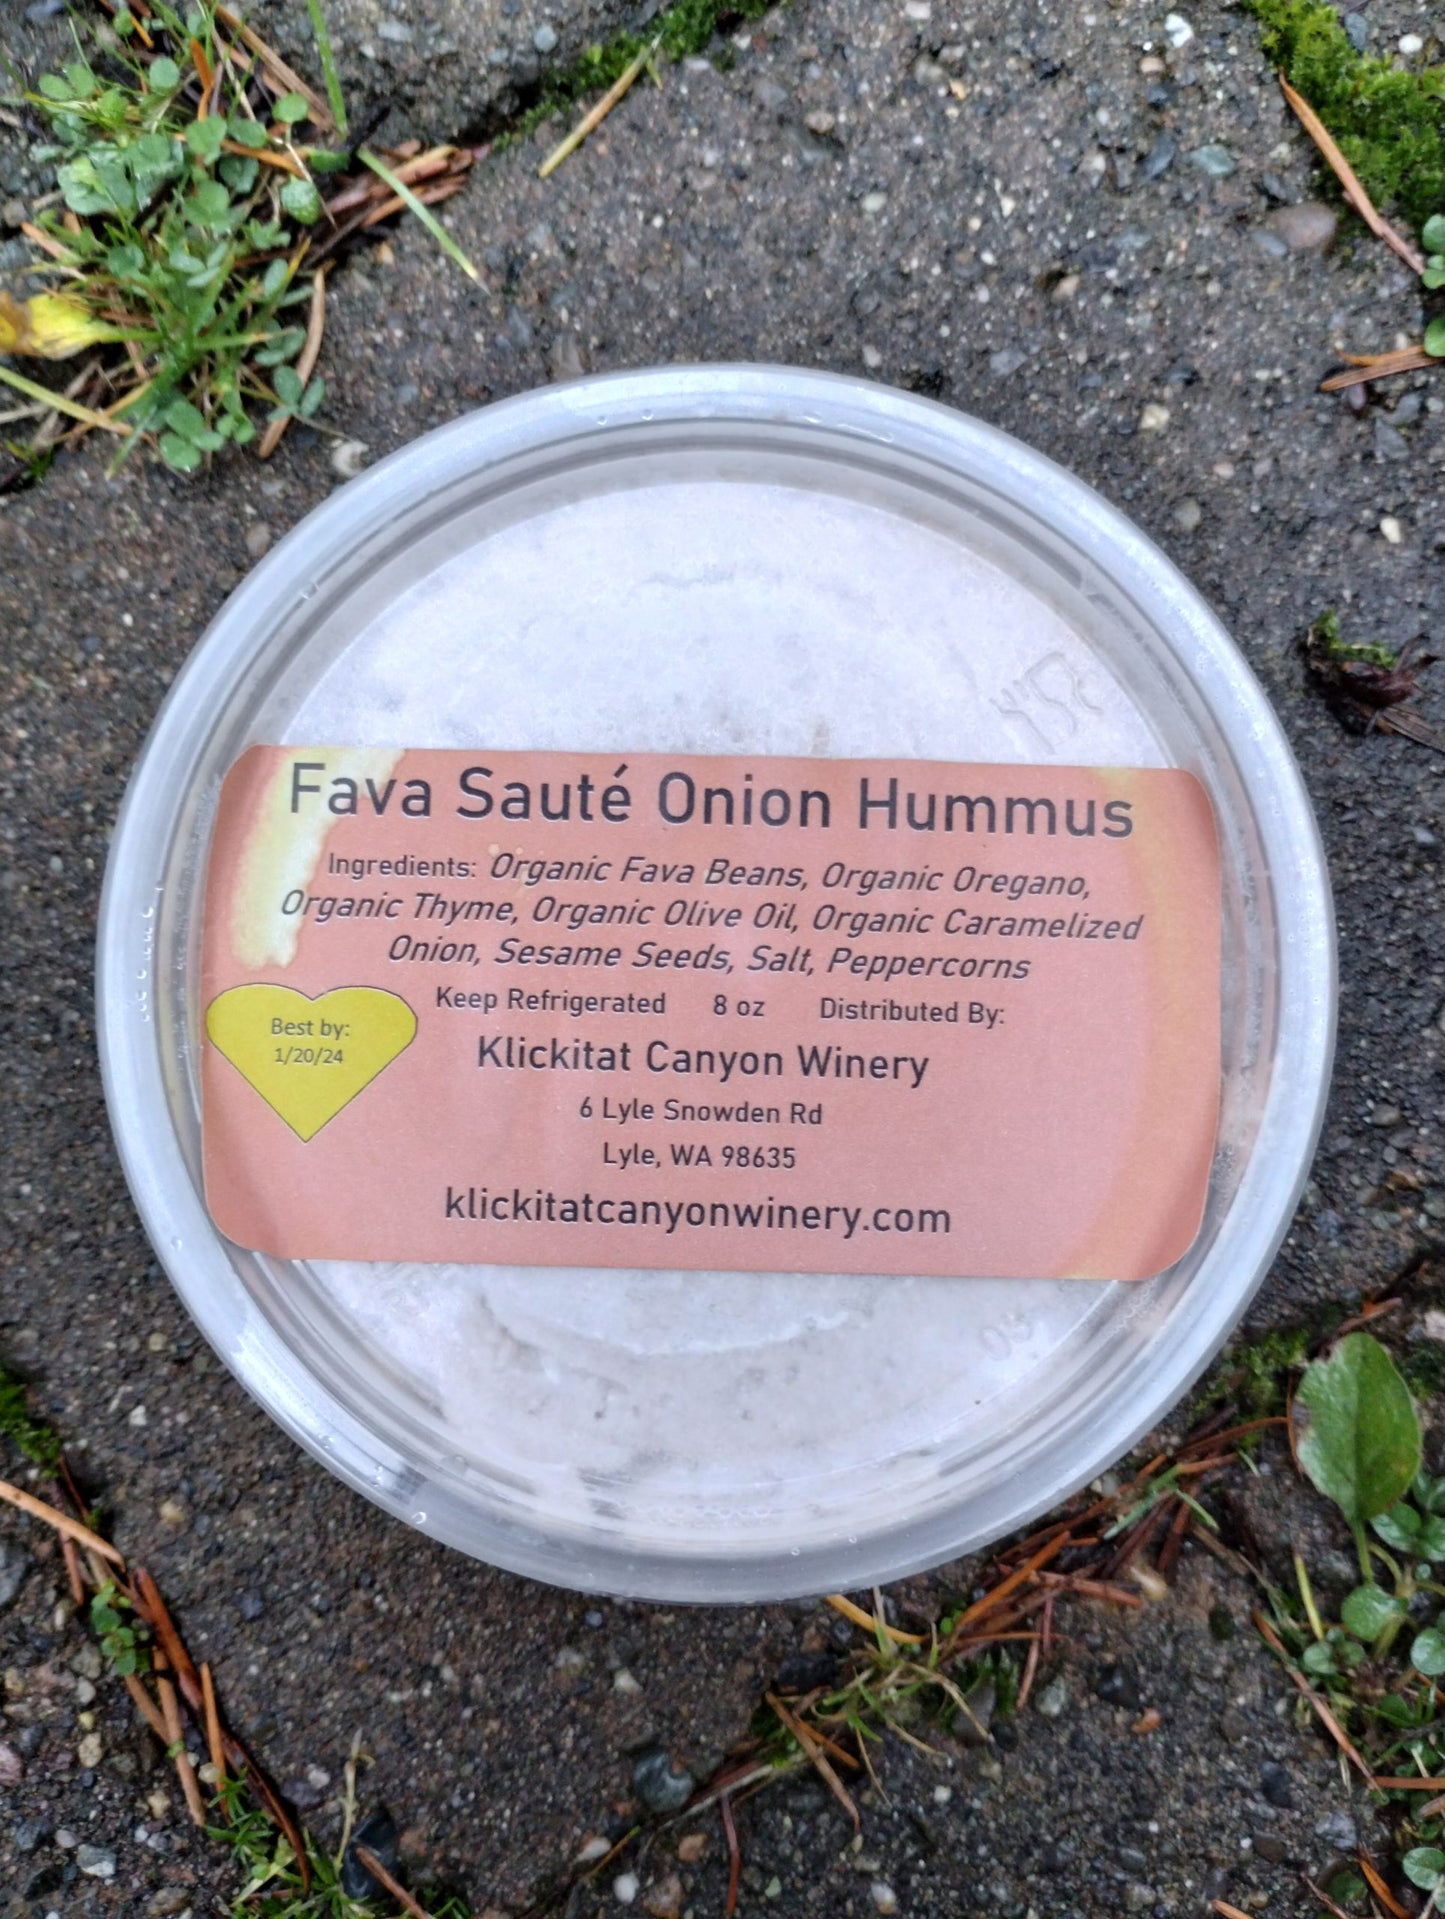 Fava Sauté Onion Hummus
Ingredients: Organic Fava Beans, Organic Oregano,
Organic Thyme, Organic Olive Oil, Organic Caramelized
Onion, Sesame Seeds, Salt, Peppercorns
Keep Refrigerated 8 oz Distributed By:
Best by:
1/20/24
Klickitat Canyon Winery
6 Lyle Snowden Rd
Lyle, WA 98635
klickitatcanyonwinery.com